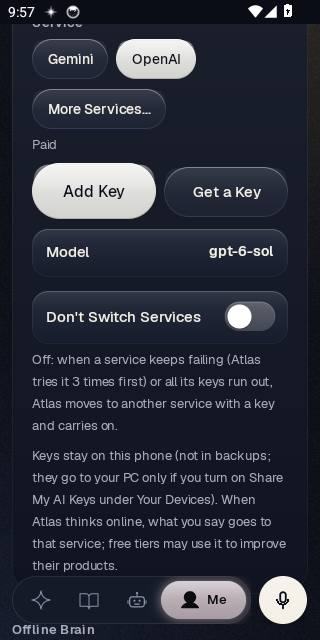 9:57
Service
Gemini
OpenAI
More Services...
Paid
Add Key
Get a Key
Model
gpt-6-sol
Don't Switch Services
Off: when a service keeps failing (Atlas
tries it 3 times first) or all its keys run out,
Atlas moves to another service with a key
and carries on.
Keys stay on this phone (not in backups;
they go to your PC only if you turn on Share
My AI Keys under Your Devices). When
Atlas thinks online, what you say goes to
that service; free tiers may use it to improve
their products.
Me
Offline Brain